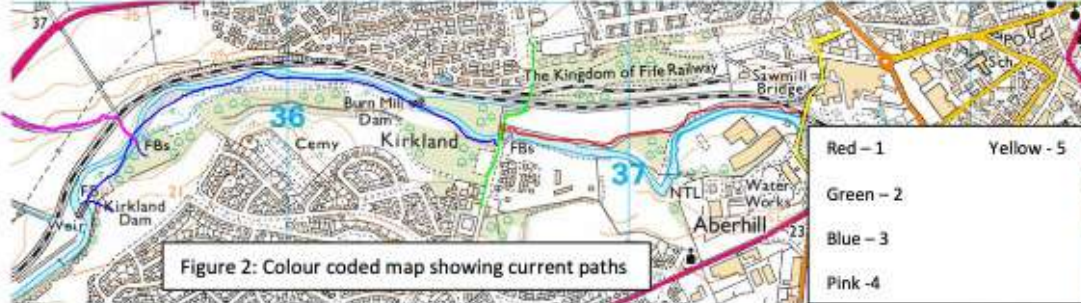 37
35
The Kingdom of Fife Railway
PO
Sch
Sawmill
Bridge
Burn Mill
Dam
36
Kirkland
Cemy
FBs
FBs
37
NTL
Water
Works
Aberhill
23
FB
21
Kirkland
Dam
Weir
Figure 2: Colour coded map showing current paths
Red – 1 Yellow - 5
Green – 2
Blue – 3
Pink -4